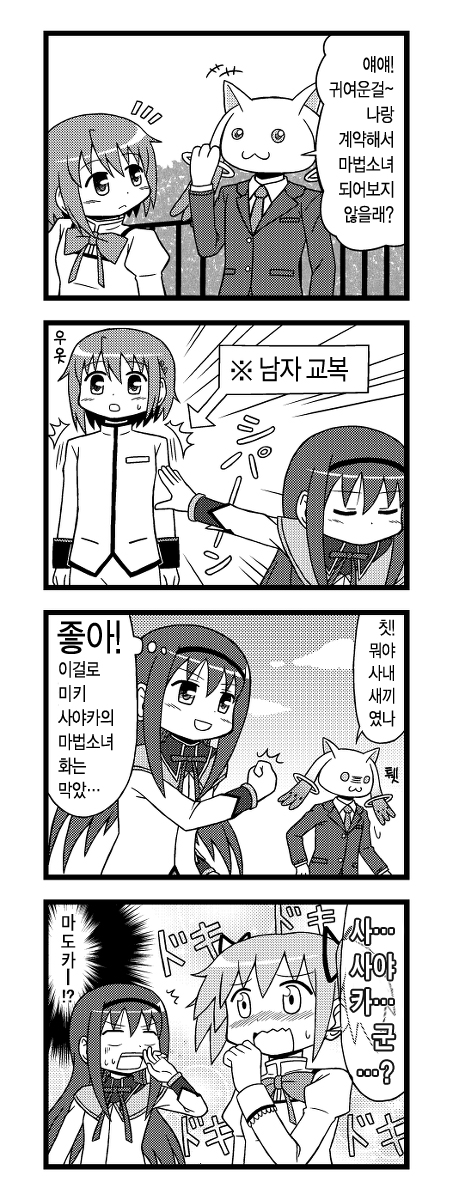 얘얘!
귀여운걸~
나랑
계약해서
마법소녀
되어보지
않을래?
우옷
※ 남자 교복
シパーン
칫!
뭐야
사내
새끼
였나
퉷
좋아!
이걸로
미키
사야카의
마법소녀
화는
막았…
사…
사야
카…
군
…?
ドキ
ドキ
ドキ
ドキ
마도카ー!?